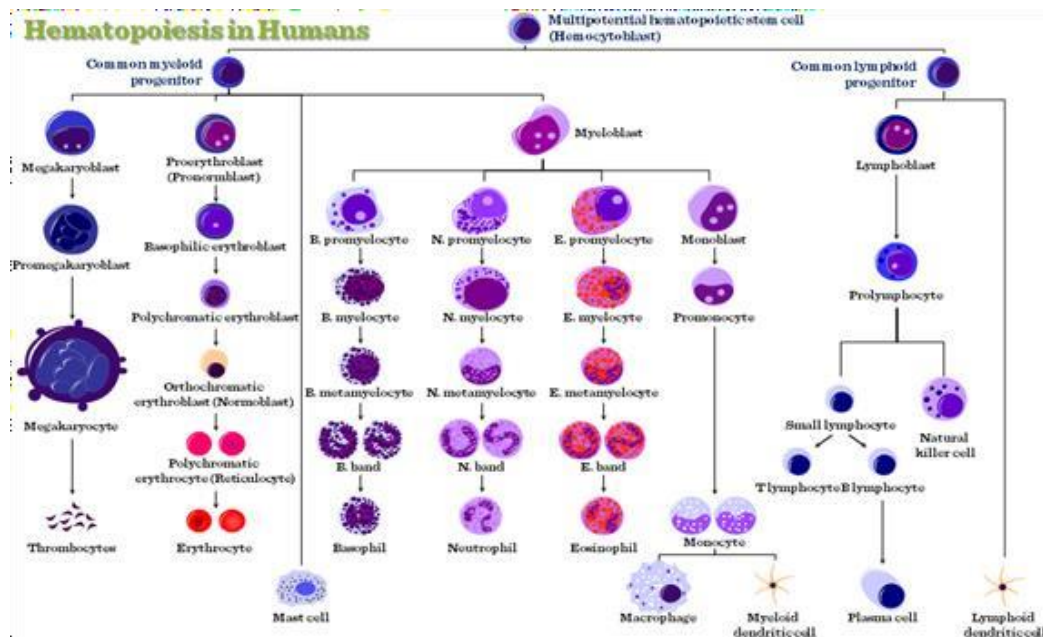 Hematopoiesis in Humans
Multipotential hematopoietic stem cell
(Hemocytoblast)
Common myeloid
progenitor
Common lymphoid
progenitor
Megakaryoblast
Proerythroblast
(Pronormblast)
Myeloblast
Lymphoblast
Promegakaryoblast
Basophilic erythroblast
B. promyelocyte
N. promyelocyte
E. promyelocyte
Monoblast
Polychromatic erythroblast
B. myelocyte
N. myelocyte
E. myelocyte
Promonocyte
Prolymphocyte
Orthochromatic
erythroblast (Normoblast)
B. metamyelocyte
N. metamyelocyte
E. metamyelocyte
Megakaryocyte
Small lymphocyte
Natural
killer cell
Polychromatic
erythrocyte (Reticulocyte)
B. band
N. band
E. band
T lymphocyte
B lymphocyte
Thrombocytes
Erythrocyte
Basophil
Neutrophil
Eosinophil
Monocyte
Mast cell
Macrophage
Myeloid
dendritic cell
Plasma cell
Lymphoid
dendritic cell